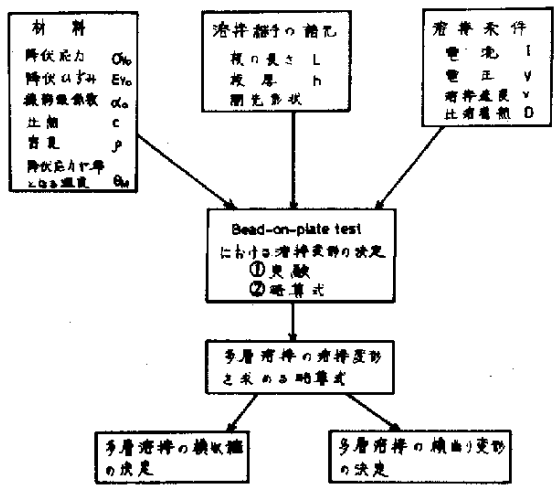 材料
降伏応力 σY₀
降伏ひずみ εY₀
線膨張係数 α₀
比熱 c
密度 ρ
降伏応力が零
となる温度 θM
溶接継手の諸元
板の長さ L
板厚 h
開先形状
溶接条件
電流 I
電圧 V
溶接速度 v
比溶着熱 D
Bead-on-plate test
における溶接変形の決定
① 実験
② 略算式
多層溶接の溶接変形
を求める略算式
多層溶接の横収縮
の決定
多層溶接の横曲り変形
の決定